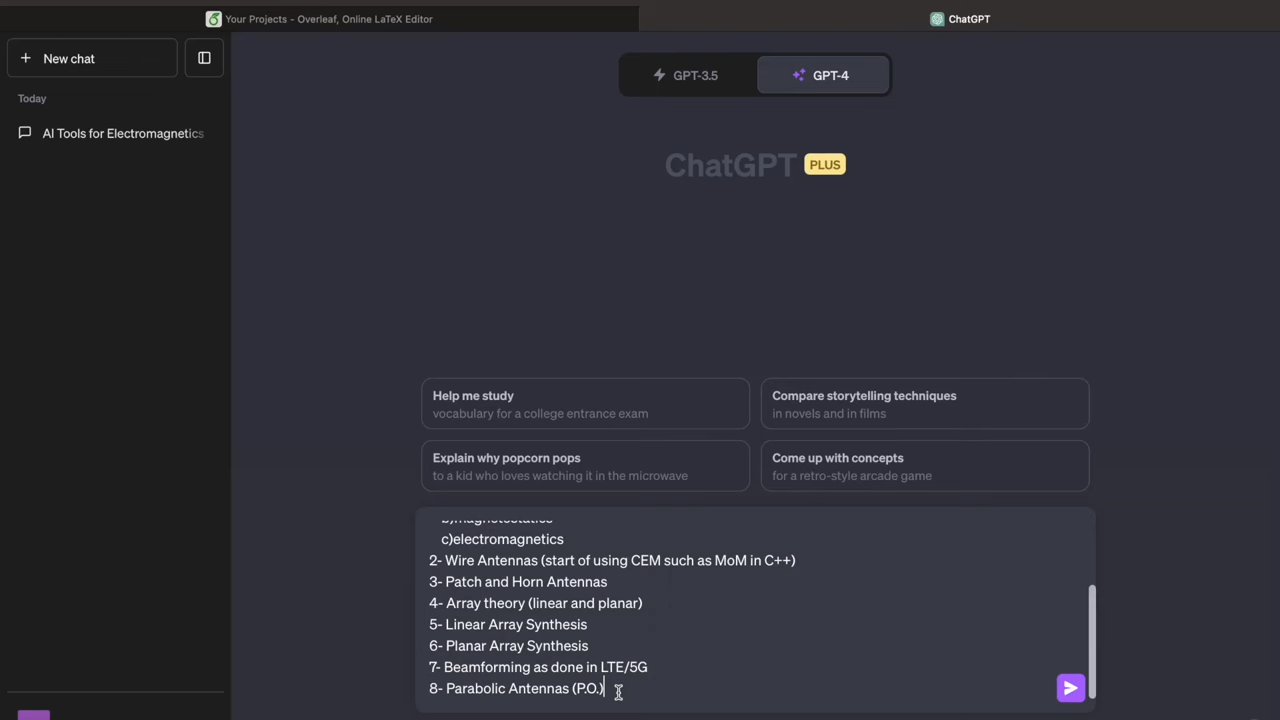 Your Projects - Overleaf, Online LaTeX Editor
ChatGPT
New chat
Today
AI Tools for Electromagnetics
GPT-3.5
GPT-4
ChatGPT PLUS
Help me study
vocabulary for a college entrance exam
Compare storytelling techniques
in novels and in films
Explain why popcorn pops
to a kid who loves watching it in the microwave
Come up with concepts
for a retro-style arcade game
b)magnetostatics
c)electromagnetics
2- Wire Antennas (start of using CEM such as MoM in C++)
3- Patch and Horn Antennas
4- Array theory (linear and planar)
5- Linear Array Synthesis
6- Planar Array Synthesis
7- Beamforming as done in LTE/5G
8- Parabolic Antennas (P.O.)